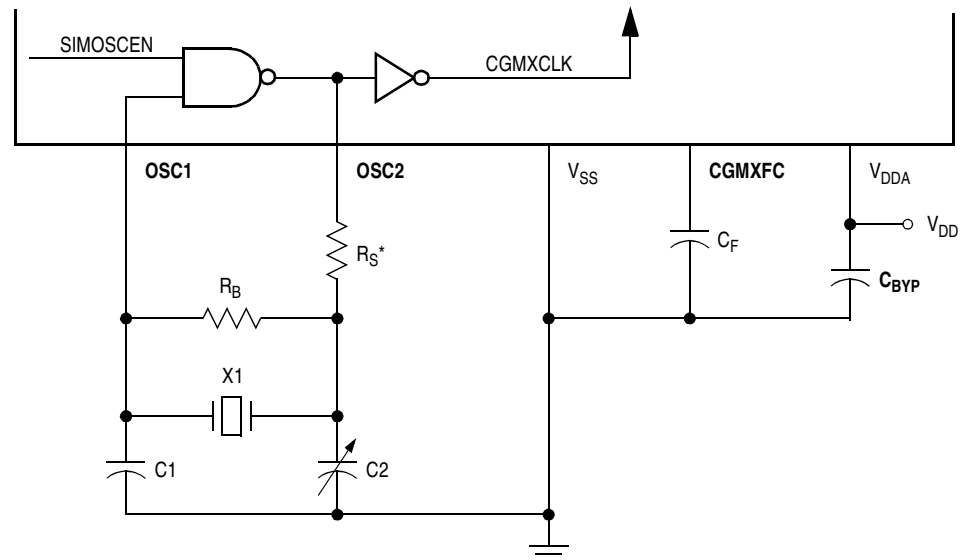 SIMOSCEN
CGMXCLK
OSC1
OSC2
VSS
CGMXFC
VDDA
VDD
RS*
CF
CBYP
RB
X1
C1
C2